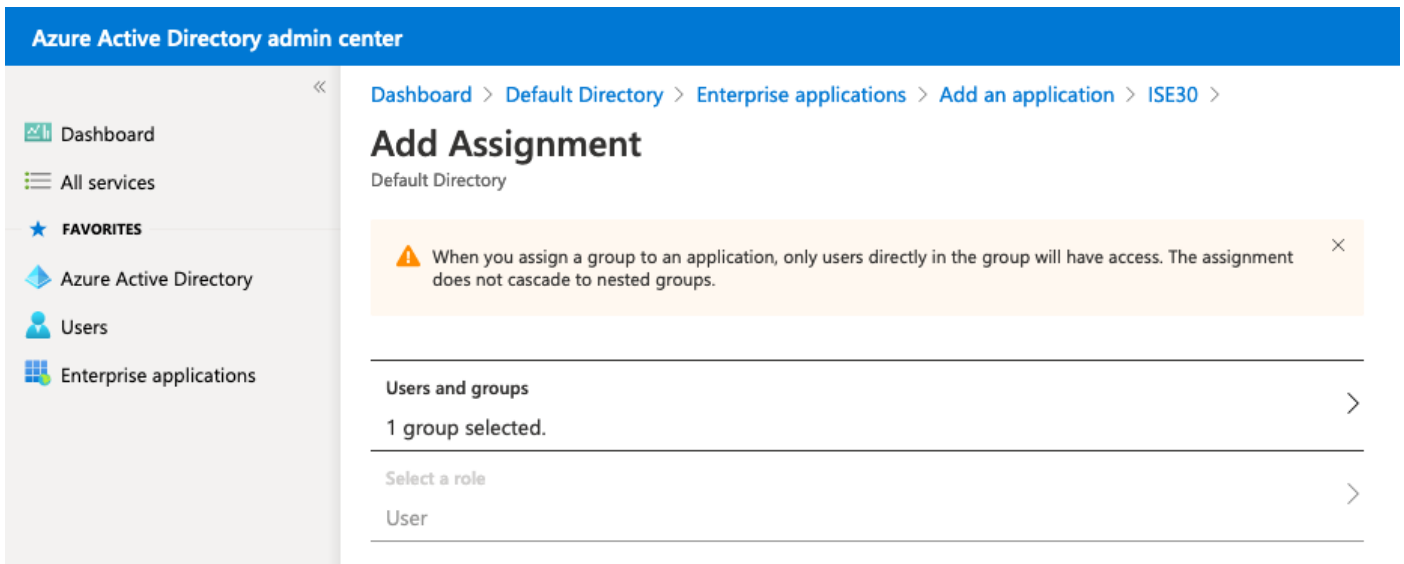 Azure Active Directory admin center
«
Dashboard > Default Directory > Enterprise applications > Add an application > ISE30 >
Dashboard
All services
FAVORITES
Azure Active Directory
Users
Enterprise applications
Add Assignment
Default Directory
When you assign a group to an application, only users directly in the group will have access. The assignment
does not cascade to nested groups.
Users and groups
1 group selected.
Select a role
User